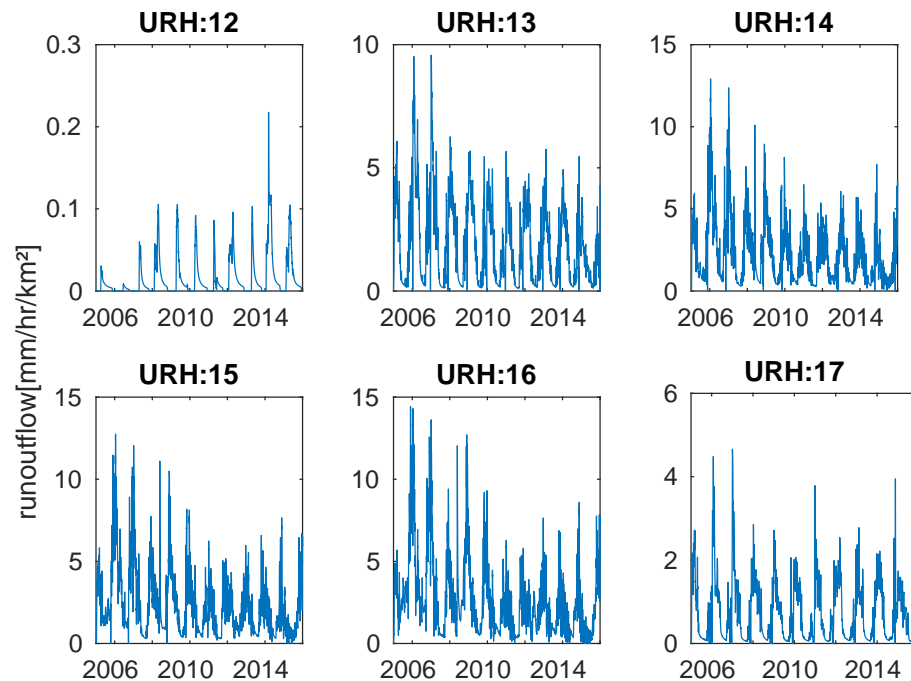 URH:12 URH:13 URH:14
0.3 10 15
0.2 10
5
0.1 5
0 0 0
2006 2010 2014 2006 2010 2014 2006 2010 2014
runoutflow[mm/hr/km²]
URH:15 URH:16 URH:17
15 15 6
10 10 4
5 5 2
0 0 0
2006 2010 2014 2006 2010 2014 2006 2010 2014